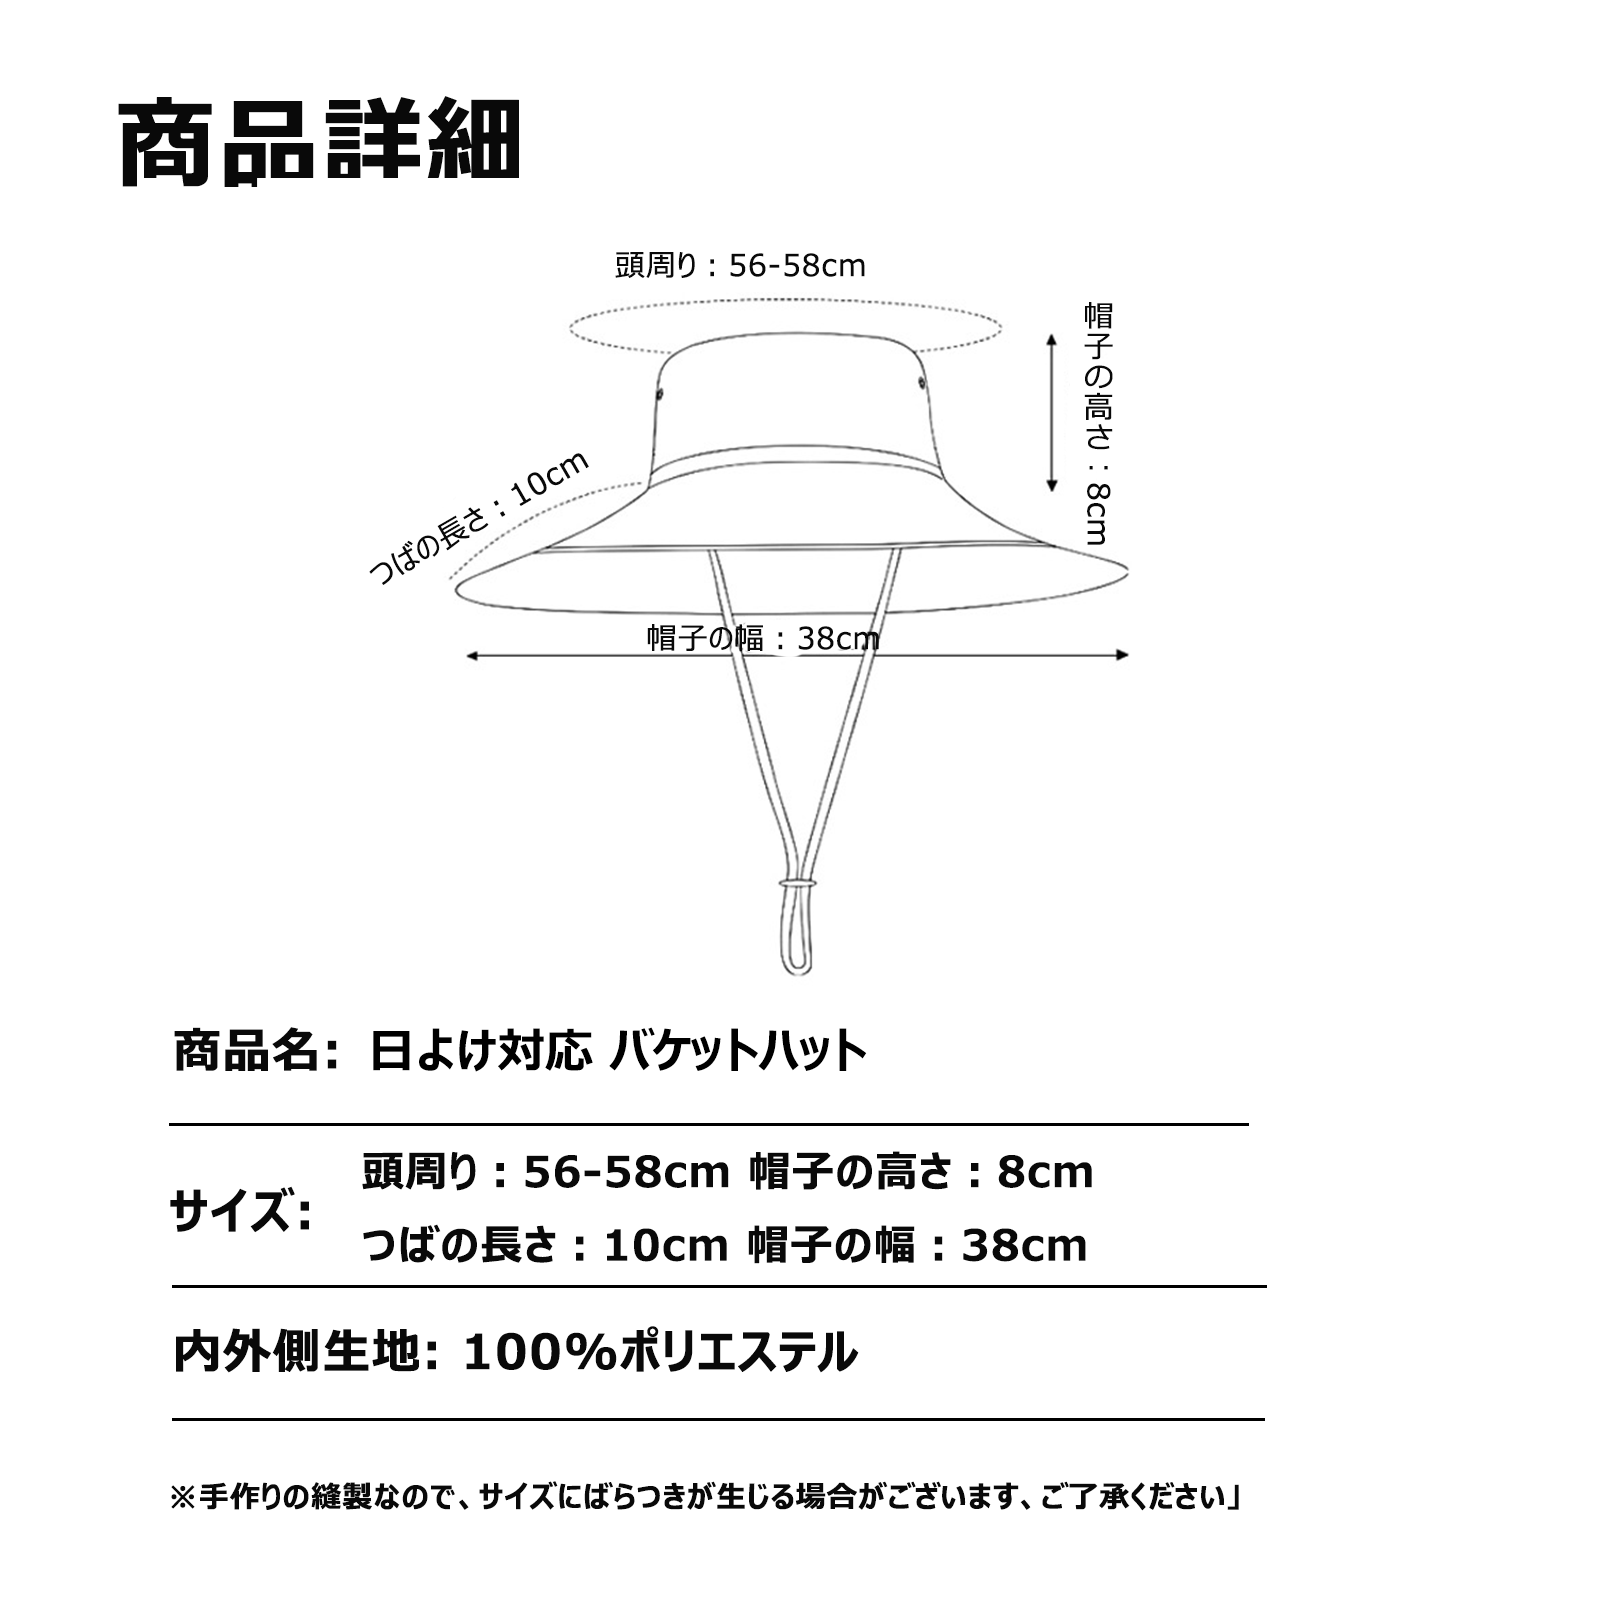 商品詳細
頭周り：56-58cm
帽子の高さ：8cm
つばの長さ：10cm
帽子の幅：38cm
商品名: 日よけ対応 バケットハット
サイズ:
頭周り：56-58cm 帽子の高さ：8cm
つばの長さ：10cm 帽子の幅：38cm
内外側生地: 100%ポリエステル
※手作りの縫製なので、サイズにばらつきが生じる場合がございます、ご了承ください」